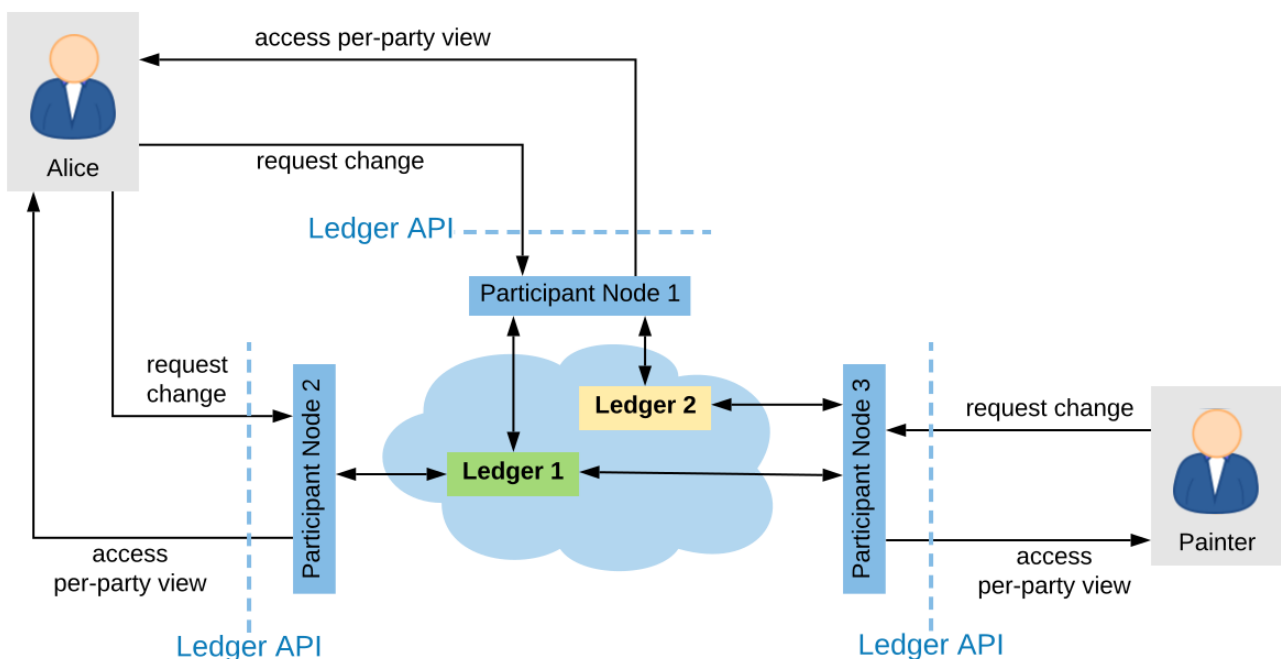 access per-party view
Alice
request change
Ledger API
Participant Node 1
request
change
Participant Node 2
Ledger 2
Ledger 1
Participant Node 3
request change
Painter
access
per-party view
Ledger API
access
per-party view
Ledger API